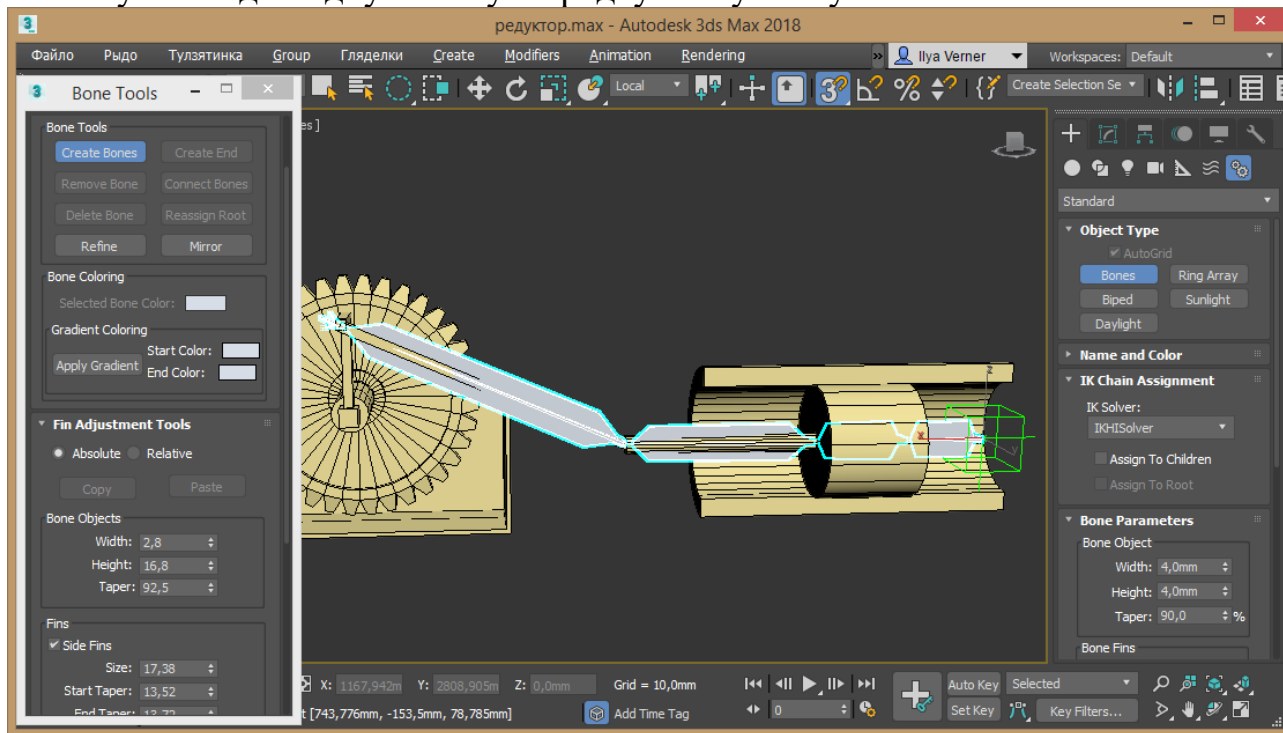 редуктор.max - Autodesk 3ds Max 2018
Файло Рыдо Тулзятинка Group Гляделки Create Modifiers Animation Rendering » Ilya Verner Workspaces: Default
Local Create Selection Se
Bone Tools
es ]
Bone Tools
Create Bones Create End
Remove Bone Connect Bones
Delete Bone Reassign Root
Refine Mirror
Bone Coloring
Selected Bone Color:
Gradient Coloring
Start Color:
Apply Gradient
End Color:
Fin Adjustment Tools
Absolute Relative
Copy Paste
Bone Objects
Width: 2,8
Height: 16,8
Taper: 92,5
Fins
Side Fins
Size: 17,38
Start Taper: 13,52
End Taper: 13,72
z
x
y
Standard
Object Type
AutoGrid
Bones Ring Array
Biped Sunlight
Daylight
Name and Color
IK Chain Assignment
IK Solver:
IKHISolver
Assign To Children
Assign To Root
Bone Parameters
Bone Object
Width: 4,0mm
Height: 4,0mm
Taper: 90,0 %
Bone Fins
X: 1167,942m Y: 2808,905m Z: 0,0mm Grid = 10,0mm Auto Key Selected
t [743,776mm, -153,5mm, 78,785mm] Add Time Tag 0 Set Key Key Filters...